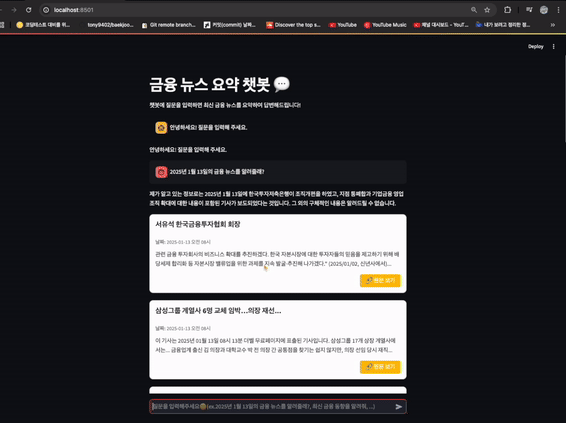 localhost:8501
코딩테스트 대비를 위...
tony9402/baekjoo...
Git remote branch...
커밋(commit) 날짜...
Discover the top s...
YouTube
YouTube Music
채널 대시보드 - YouT...
내가 보려고 정리한 정...
Deploy
금융 뉴스 요약 챗봇
챗봇에 질문을 입력하면 최신 금융 뉴스를 요약하여 답변해드립니다!
안녕하세요! 질문을 입력해 주세요.
안녕하세요! 질문을 입력해 주세요.
2025년 1월 13일의 금융 뉴스를 알려줄래?
제가 알고 있는 정보로는 2025년 1월 13일에 한국투자저축은행이 조직개편을 하였고, 지점 통폐합과 기업금융 영업
조직 확대에 대한 내용이 포함된 기사가 보도되었다는 것입니다. 그 외의 구체적인 내용은 알려드릴 수 없습니다.
서유석 한국금융투자협회 회장
날짜: 2025-01-13 오전 08시
관련 금융 투자회사의 비즈니스 확대를 추진하겠다. 한국 자본시장에 대한 투자자들의 믿음을 제고하기 위해 배
당세제 합리화 등 자본시장 밸류업을 위한 과제를 지속 발굴·추진해 나가겠다." (2025/01/02, 신년사에서)...
원문 보기
삼성그룹 계열사 6명 교체 임박...의장 재선...
날짜: 2025-01-13 오전 08시
이 기사는 2025년 01월 13일 08시 13분 더벨 유료페이지에 표출된 기사입니다. 삼성그룹 17개 상장 계열사에
서는... 금융업계 출신 김 의장과 대학교수 박 전 의장 간 공통점을 찾기는 쉽지 않지만, 의장 선임 당시 재직...
원문 보기
질문을 입력해주세요(ex.2025년 1월 13일의 금융 뉴스를 알려줄래?, 최신 금융 동향을 알려줘, ...)